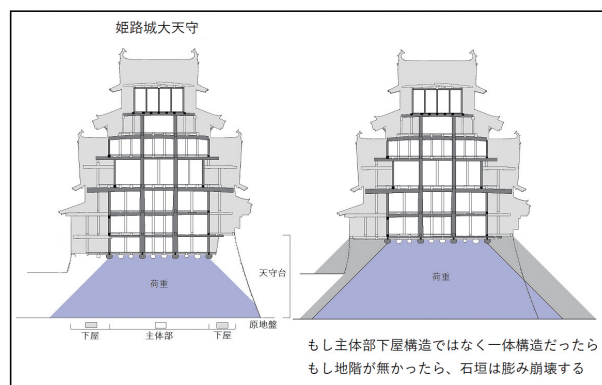 姫路城大天守
荷重
天守台
原地盤
下屋
主体部
下屋
荷重
もし主体部下屋構造ではなく一体構造だったら
もし地階が無かったら、石垣は膨み崩壊する